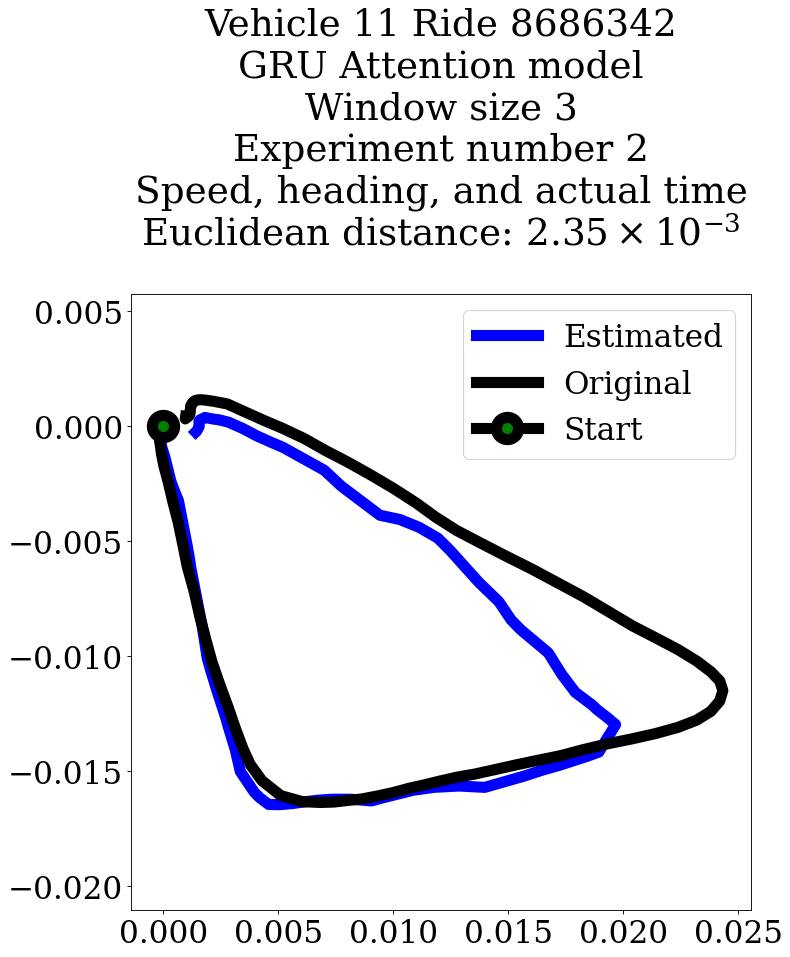 Vehicle 11 Ride 8686342
GRU Attention model
Window size 3
Experiment number 2
Speed, heading, and actual time
Euclidean distance: 2.35 × 10⁻³
Estimated
Original
Start
0.005
0.000
−0.005
−0.010
−0.015
−0.020
0.000 0.005 0.010 0.015 0.020 0.025